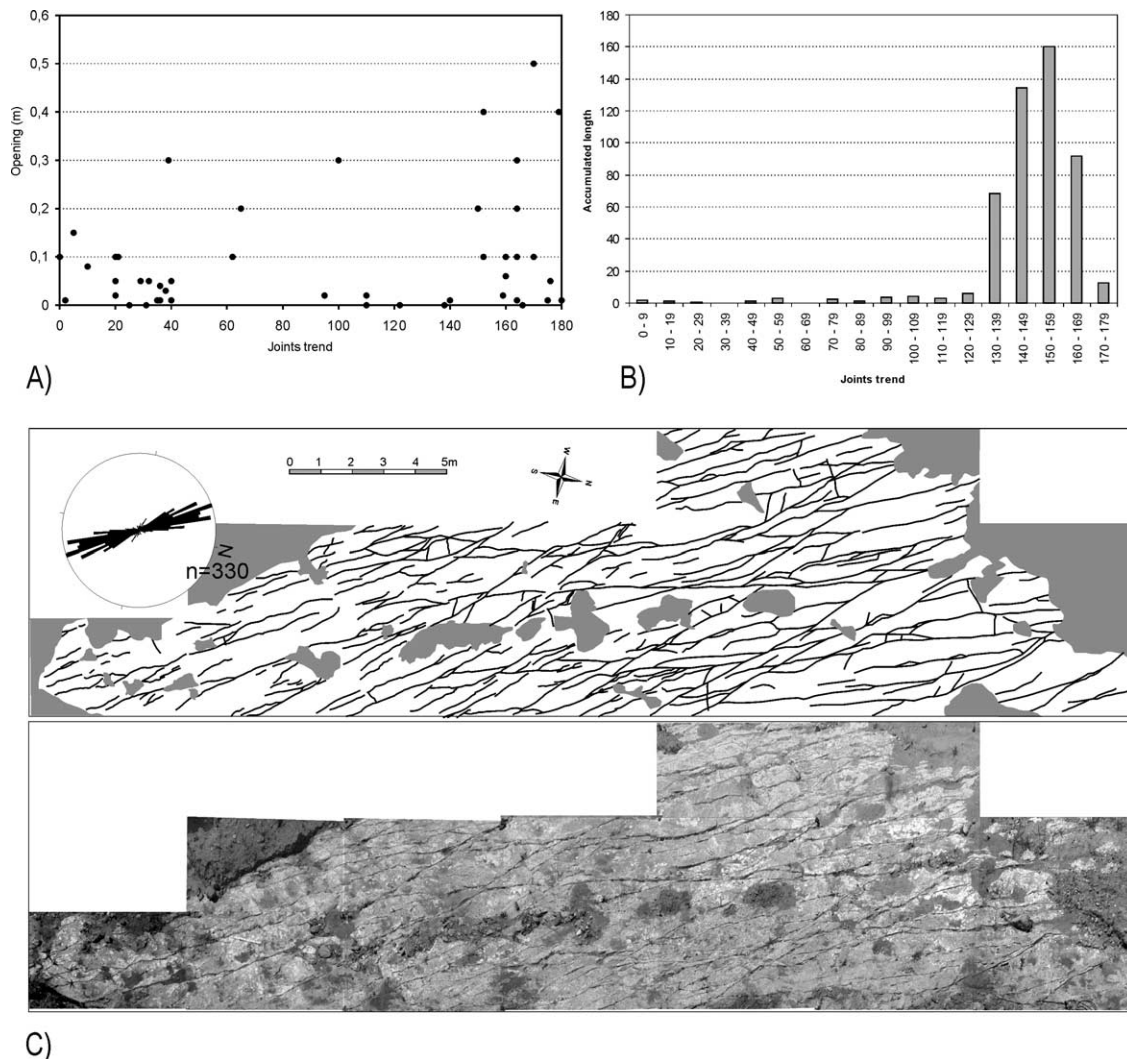 0,6
0,5
0,4
0,3
0,2
0,1
0
Opening (m)
0 20 40 60 80 100 120 140 160 180
Joints trend
A)
180
160
140
120
100
80
60
40
20
0
Accumulated length
0 - 9
10 - 19
20 - 29
30 - 39
40 - 49
50 - 59
60 - 69
70 - 79
80 - 89
90 - 99
100 - 109
110 - 119
120 - 129
130 - 139
140 - 149
150 - 159
160 - 169
170 - 179
Joints trend
B)
0 1 2 3 4 5m
W
S
N
E
N
n=330
C)